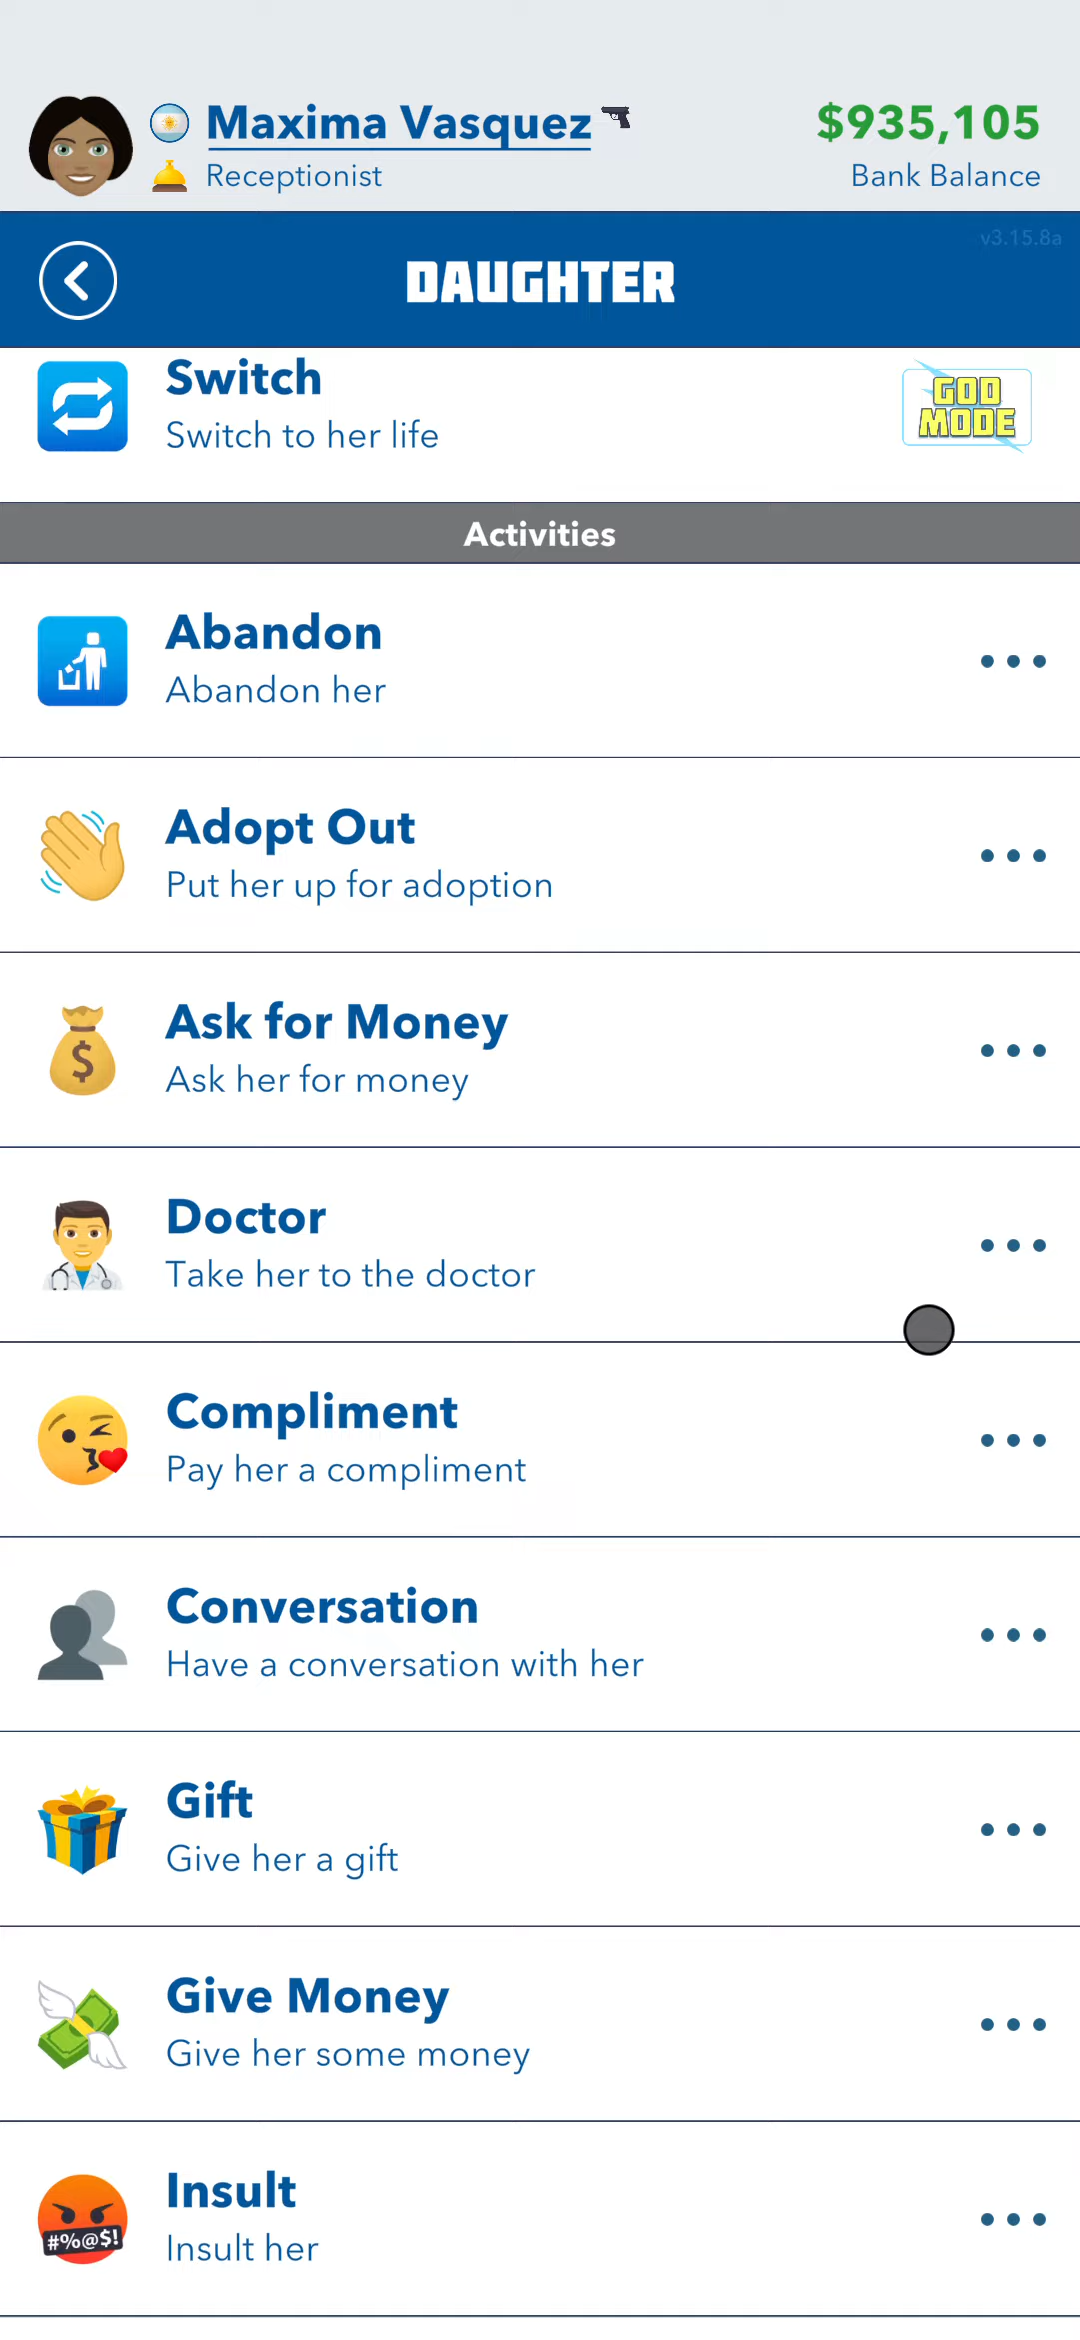 Maxima Vasquez
$935,105
Receptionist
Bank Balance
v3.15.8a
DAUGHTER
Switch
Switch to her life
GOD
MODE
Activities
Abandon
Abandon her
Adopt Out
Put her up for adoption
Ask for Money
Ask her for money
Doctor
Take her to the doctor
Compliment
Pay her a compliment
Conversation
Have a conversation with her
Gift
Give her a gift
Give Money
Give her some money
Insult
#%@$!
Insult her